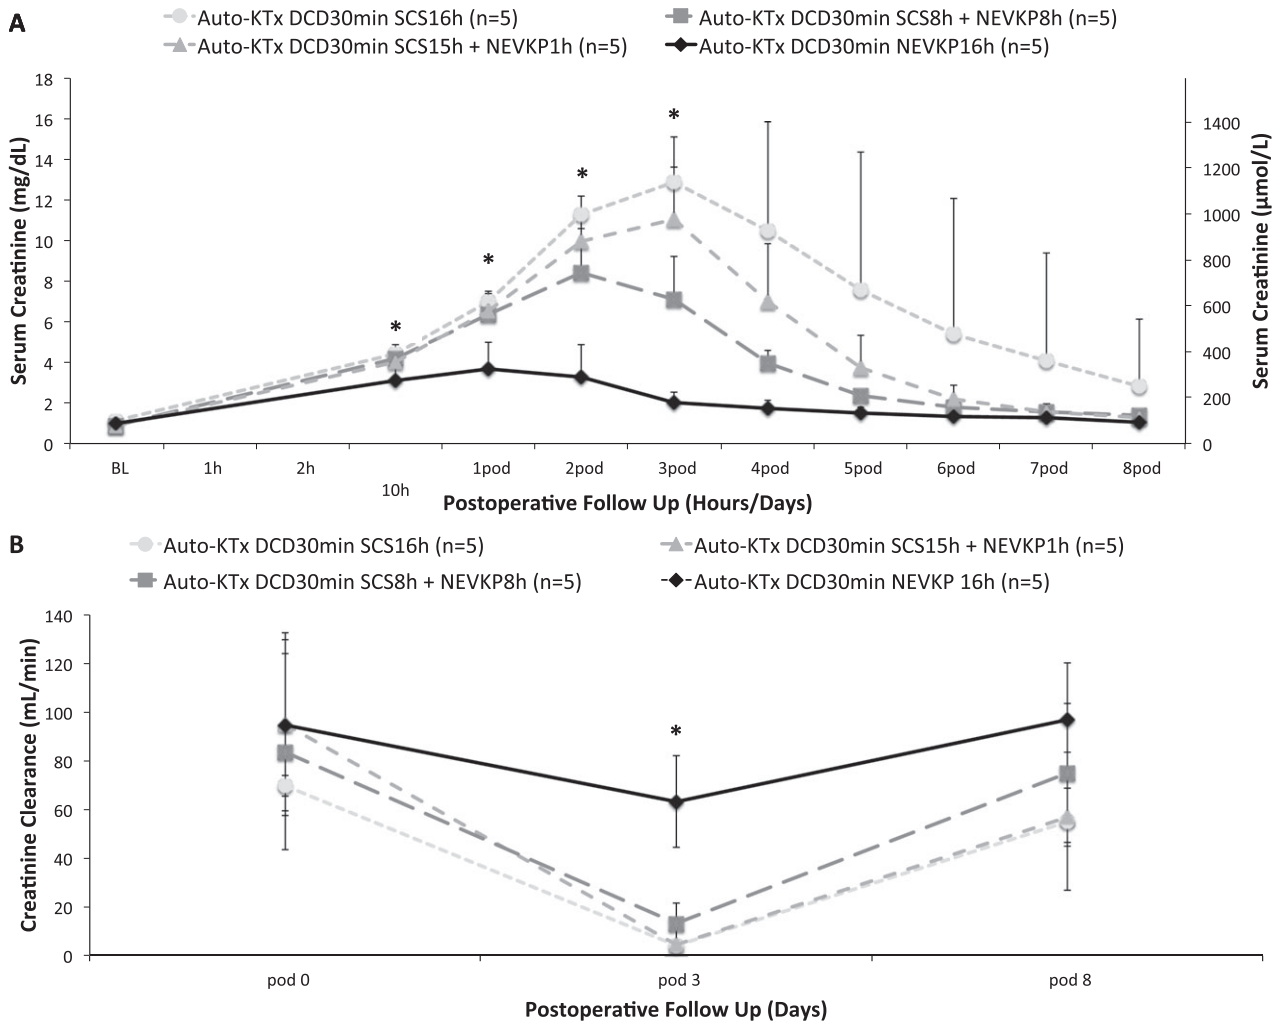 A
Auto-KTx DCD30min SCS16h (n=5)
Auto-KTx DCD30min SCS8h + NEVKP8h (n=5)
Auto-KTx DCD30min SCS15h + NEVKP1h (n=5)
Auto-KTx DCD30min NEVKP16h (n=5)
Serum Creatinine (mg/dL)
18
16
14
12
10
8
6
4
2
0
*
*
*
*
1400
1200
1000
800
600
400
200
0
Serum Creatinine (µmol/L)
BL
1h
2h
10h
1pod
2pod
3pod
4pod
5pod
6pod
7pod
8pod
Postoperative Follow Up (Hours/Days)
B
Auto-KTx DCD30min SCS16h (n=5)
Auto-KTx DCD30min SCS15h + NEVKP1h (n=5)
Auto-KTx DCD30min SCS8h + NEVKP8h (n=5)
Auto-KTx DCD30min NEVKP 16h (n=5)
Creatinine Clearance (mL/min)
140
120
100
80
60
40
20
0
*
pod 0
pod 3
pod 8
Postoperative Follow Up (Days)